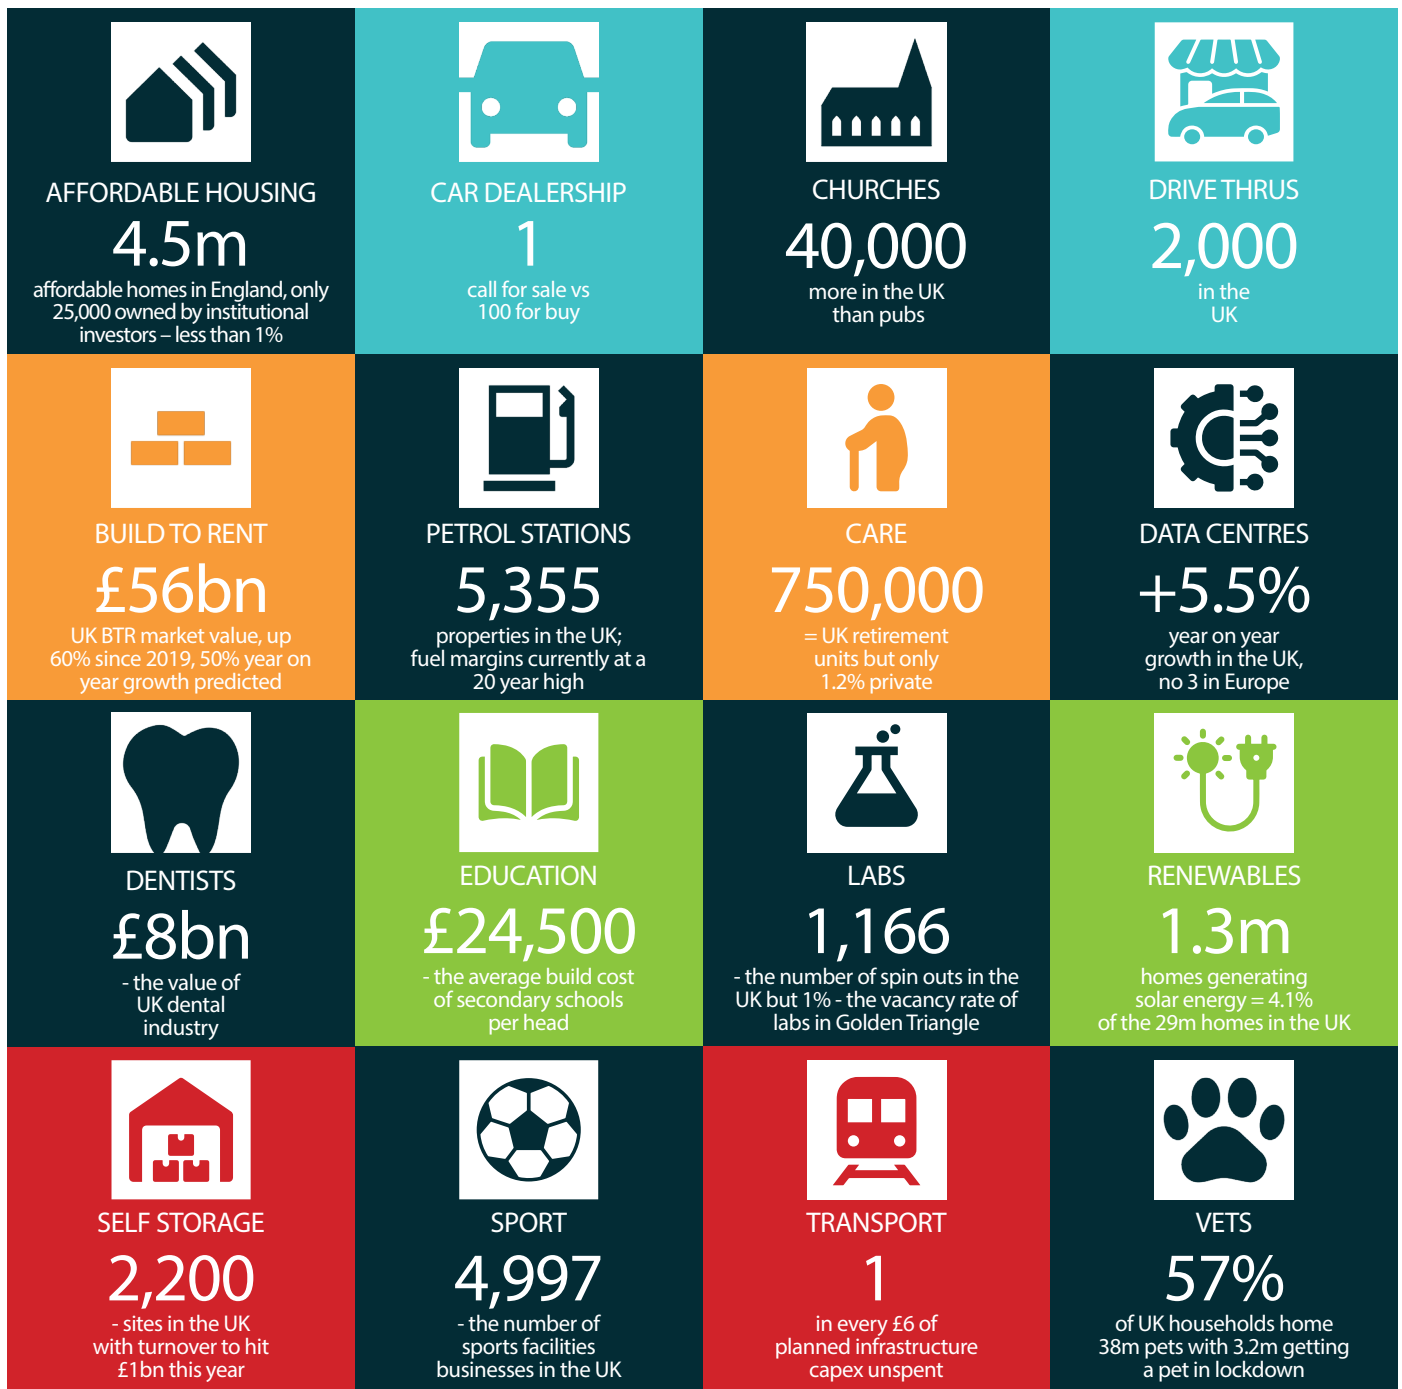 AFFORDABLE HOUSING
4.5m
affordable homes in England, only
25,000 owned by institutional
investors – less than 1%
CAR DEALERSHIP
1
call for sale vs
100 for buy
CHURCHES
40,000
more in the UK
than pubs
DRIVE THRUS
2,000
in the
UK
BUILD TO RENT
£56bn
UK BTR market value, up
60% since 2019, 50% year on
year growth predicted
PETROL STATIONS
5,355
properties in the UK;
fuel margins currently at a
20 year high
CARE
750,000
= UK retirement
units but only
1.2% private
DATA CENTRES
+5.5%
year on year
growth in the UK,
no 3 in Europe
DENTISTS
£8bn
- the value of
UK dental
industry
EDUCATION
£24,500
- the average build cost
of secondary schools
per head
LABS
1,166
- the number of spin outs in the
UK but 1% - the vacancy rate of
labs in Golden Triangle
RENEWABLES
1.3m
homes generating
solar energy = 4.1%
of the 29m homes in the UK
SELF STORAGE
2,200
- sites in the UK
with turnover to hit
£1bn this year
SPORT
4,997
- the number of
sports facilities
businesses in the UK
TRANSPORT
1
in every £6 of
planned infrastructure
capex unspent
VETS
57%
of UK households home
38m pets with 3.2m getting
a pet in lockdown